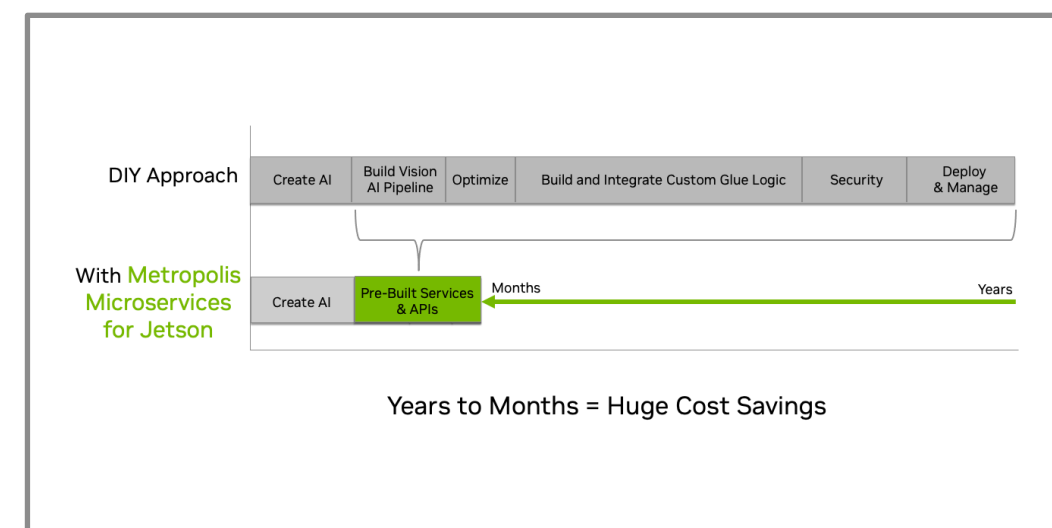 DIY Approach
Create AI
Build Vision
AI Pipeline
Optimize
Build and Integrate Custom Glue Logic
Security
Deploy
& Manage
With Metropolis
Microservices
for Jetson
Create AI
Pre-Built Services
& APIs
Months
Years
Years to Months = Huge Cost Savings